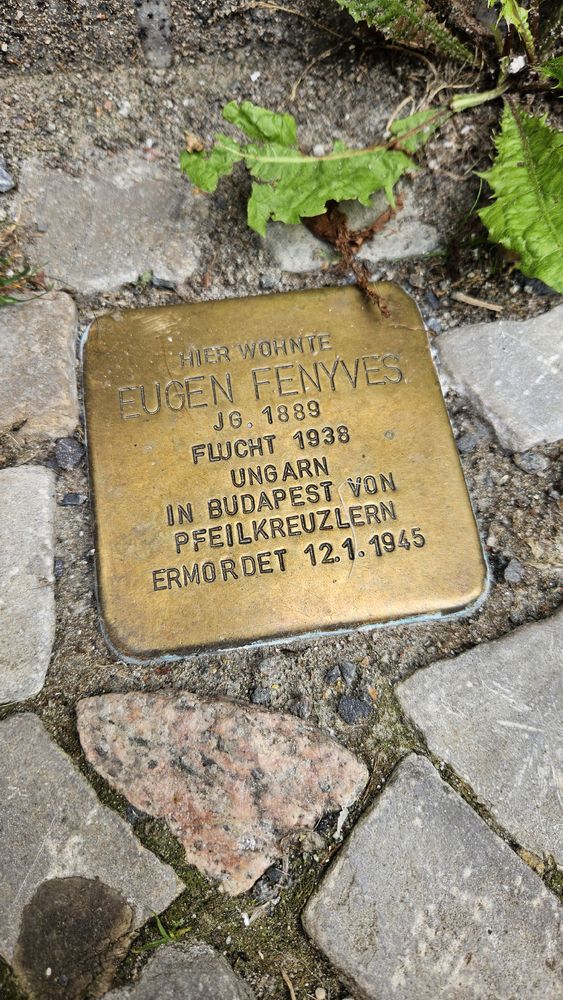 HIER WOHNTE
EUGEN FENYVES
JG. 1889
FLUCHT 1938
UNGARN
IN BUDAPEST VON
PFEILKREUZLERN
ERMORDET 12.1.1945